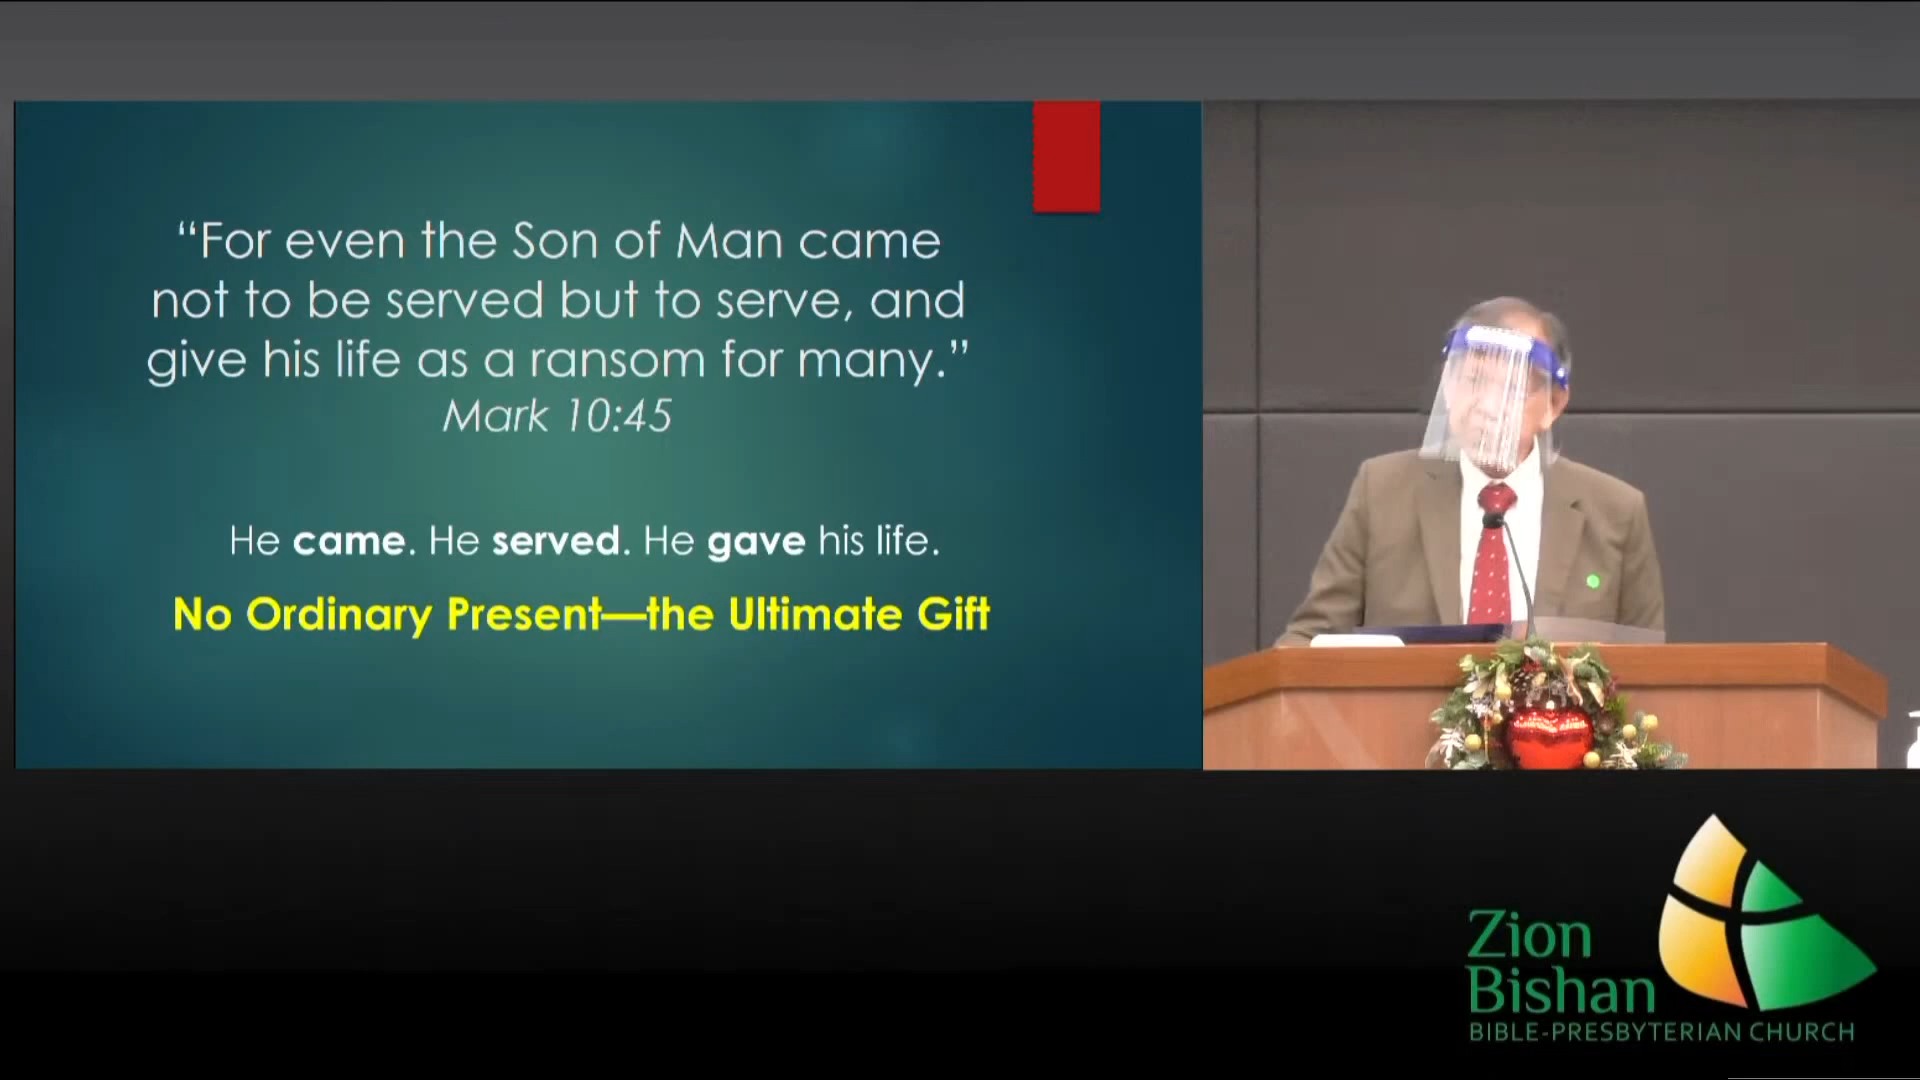 “For even the Son of Man came
not to be served but to serve, and
give his life as a ransom for many.”
Mark 10:45
He came. He served. He gave his life.
No Ordinary Present—the Ultimate Gift
Zion
Bishan
BIBLE-PRESBYTERIAN CHURCH